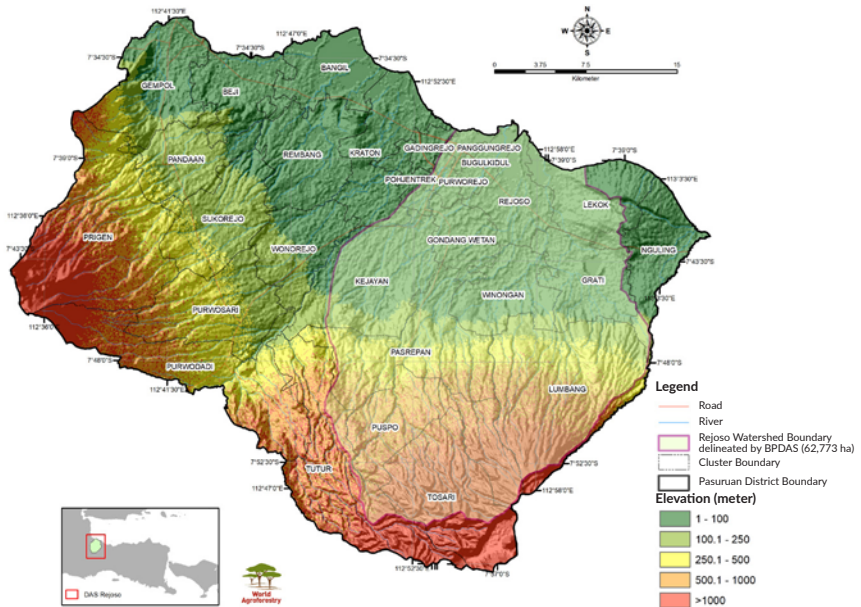 112°41'30"E
N
W E
S
112°47'0"E
7°34'30"S
7°34'30"S
7°34'30"S
BANGIL
112°52'30"E
0 3.75 7.5 15
Kilometer
GEMPOL
BEJI
GADINGREJO
PANGGUNGREJO
112°58'0"E
7°39'0"S
7°39'0"S
7°39'0"S
PANDAAN
REMBANG
KRATON
BUGULKIDUL
POHJENTREK
PURWOREJO
113°3'30"E
REJOSO
LEKOK
112°36'0"E
SUKOREJO
PRIGEN
GONDANG WETAN
7°43'30"S
WONOREJO
NGULING
7°43'30"S
KEJAYAN
GRATI
WINONGAN
PURWOSARI
112°36'0"E
PASREPAN
7°48'0"S
7°48'0"S
PURWODADI
112°41'30"E
LUMBANG
Legend
Road
River
Rejoso Watershed Boundary
delineated by BPDAS (62,773 ha)
Cluster Boundary
Pasuruan District Boundary
PUSPO
7°52'30"S
7°52'30"S
TUTUR
112°47'0"E
112°58'0"E
TOSARI
Elevation (meter)
1 - 100
100.1 - 250
250.1 - 500
500.1 - 1000
>1000
112°52'30"E
7°57'0"S
DAS Rejoso
World
Agroforestry